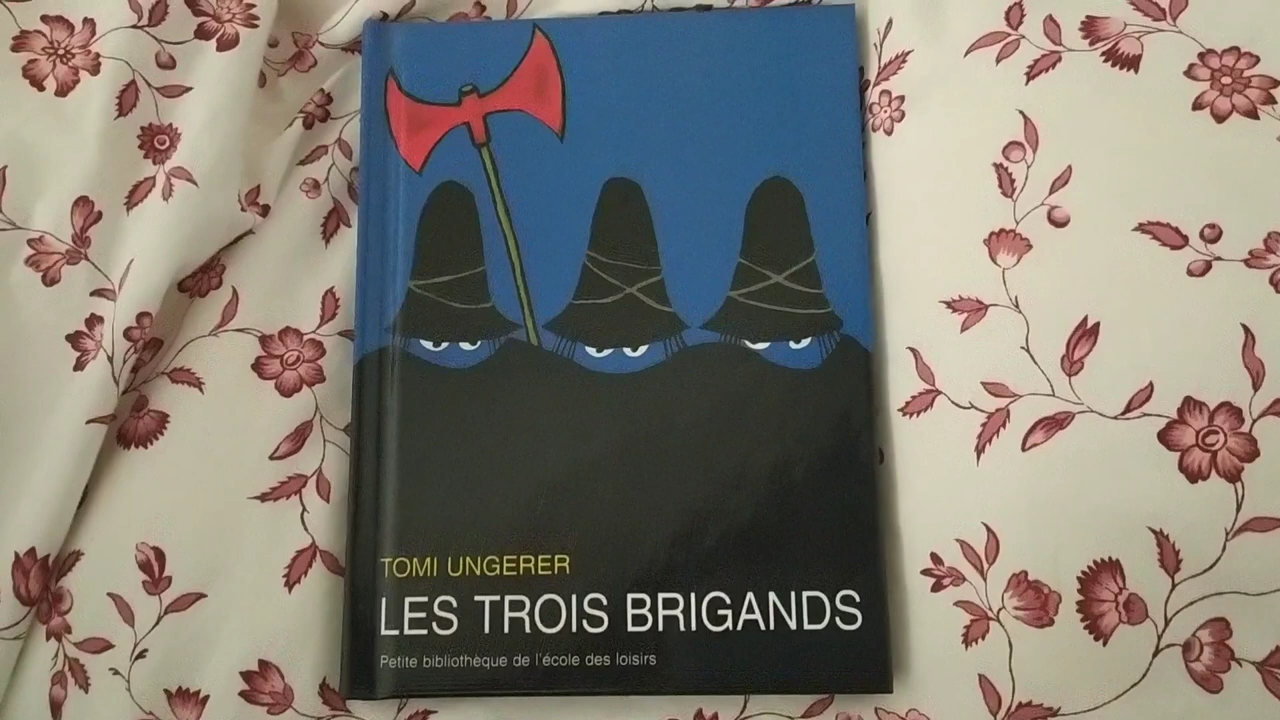 TOMI UNGERER
LES TROIS BRIGANDS
Petite bibliothèque de l'école des loisirs